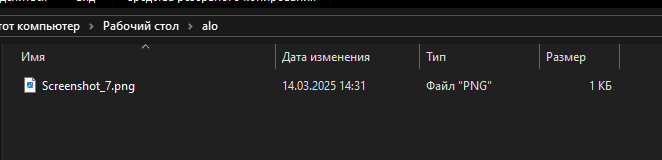 этот компьютер > Рабочий стол > alo
Имя Дата изменения Тип Размер
Screenshot_7.png 14.03.2025 14:31 Файл "PNG" 1 КБ